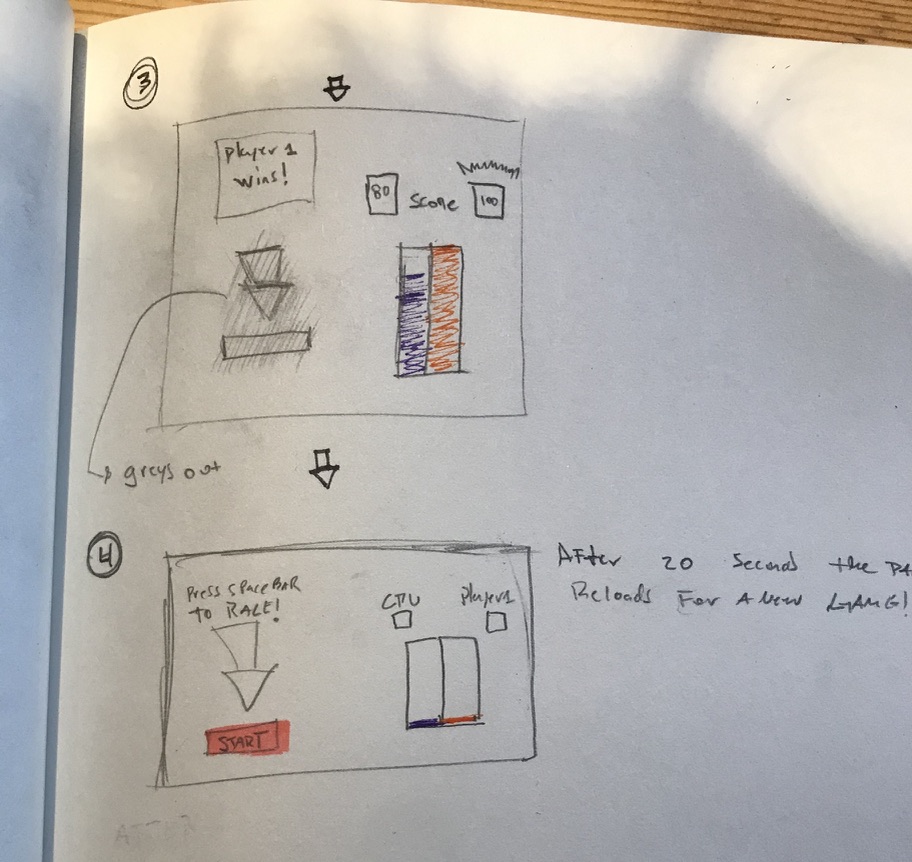 3
Player 1
wins!
80 Score 100
greys out
4
PRESS SPACEBAR
to RACE!
CPU Player1
START
AFter 20 Second the PA
Reloads For A New GAME!